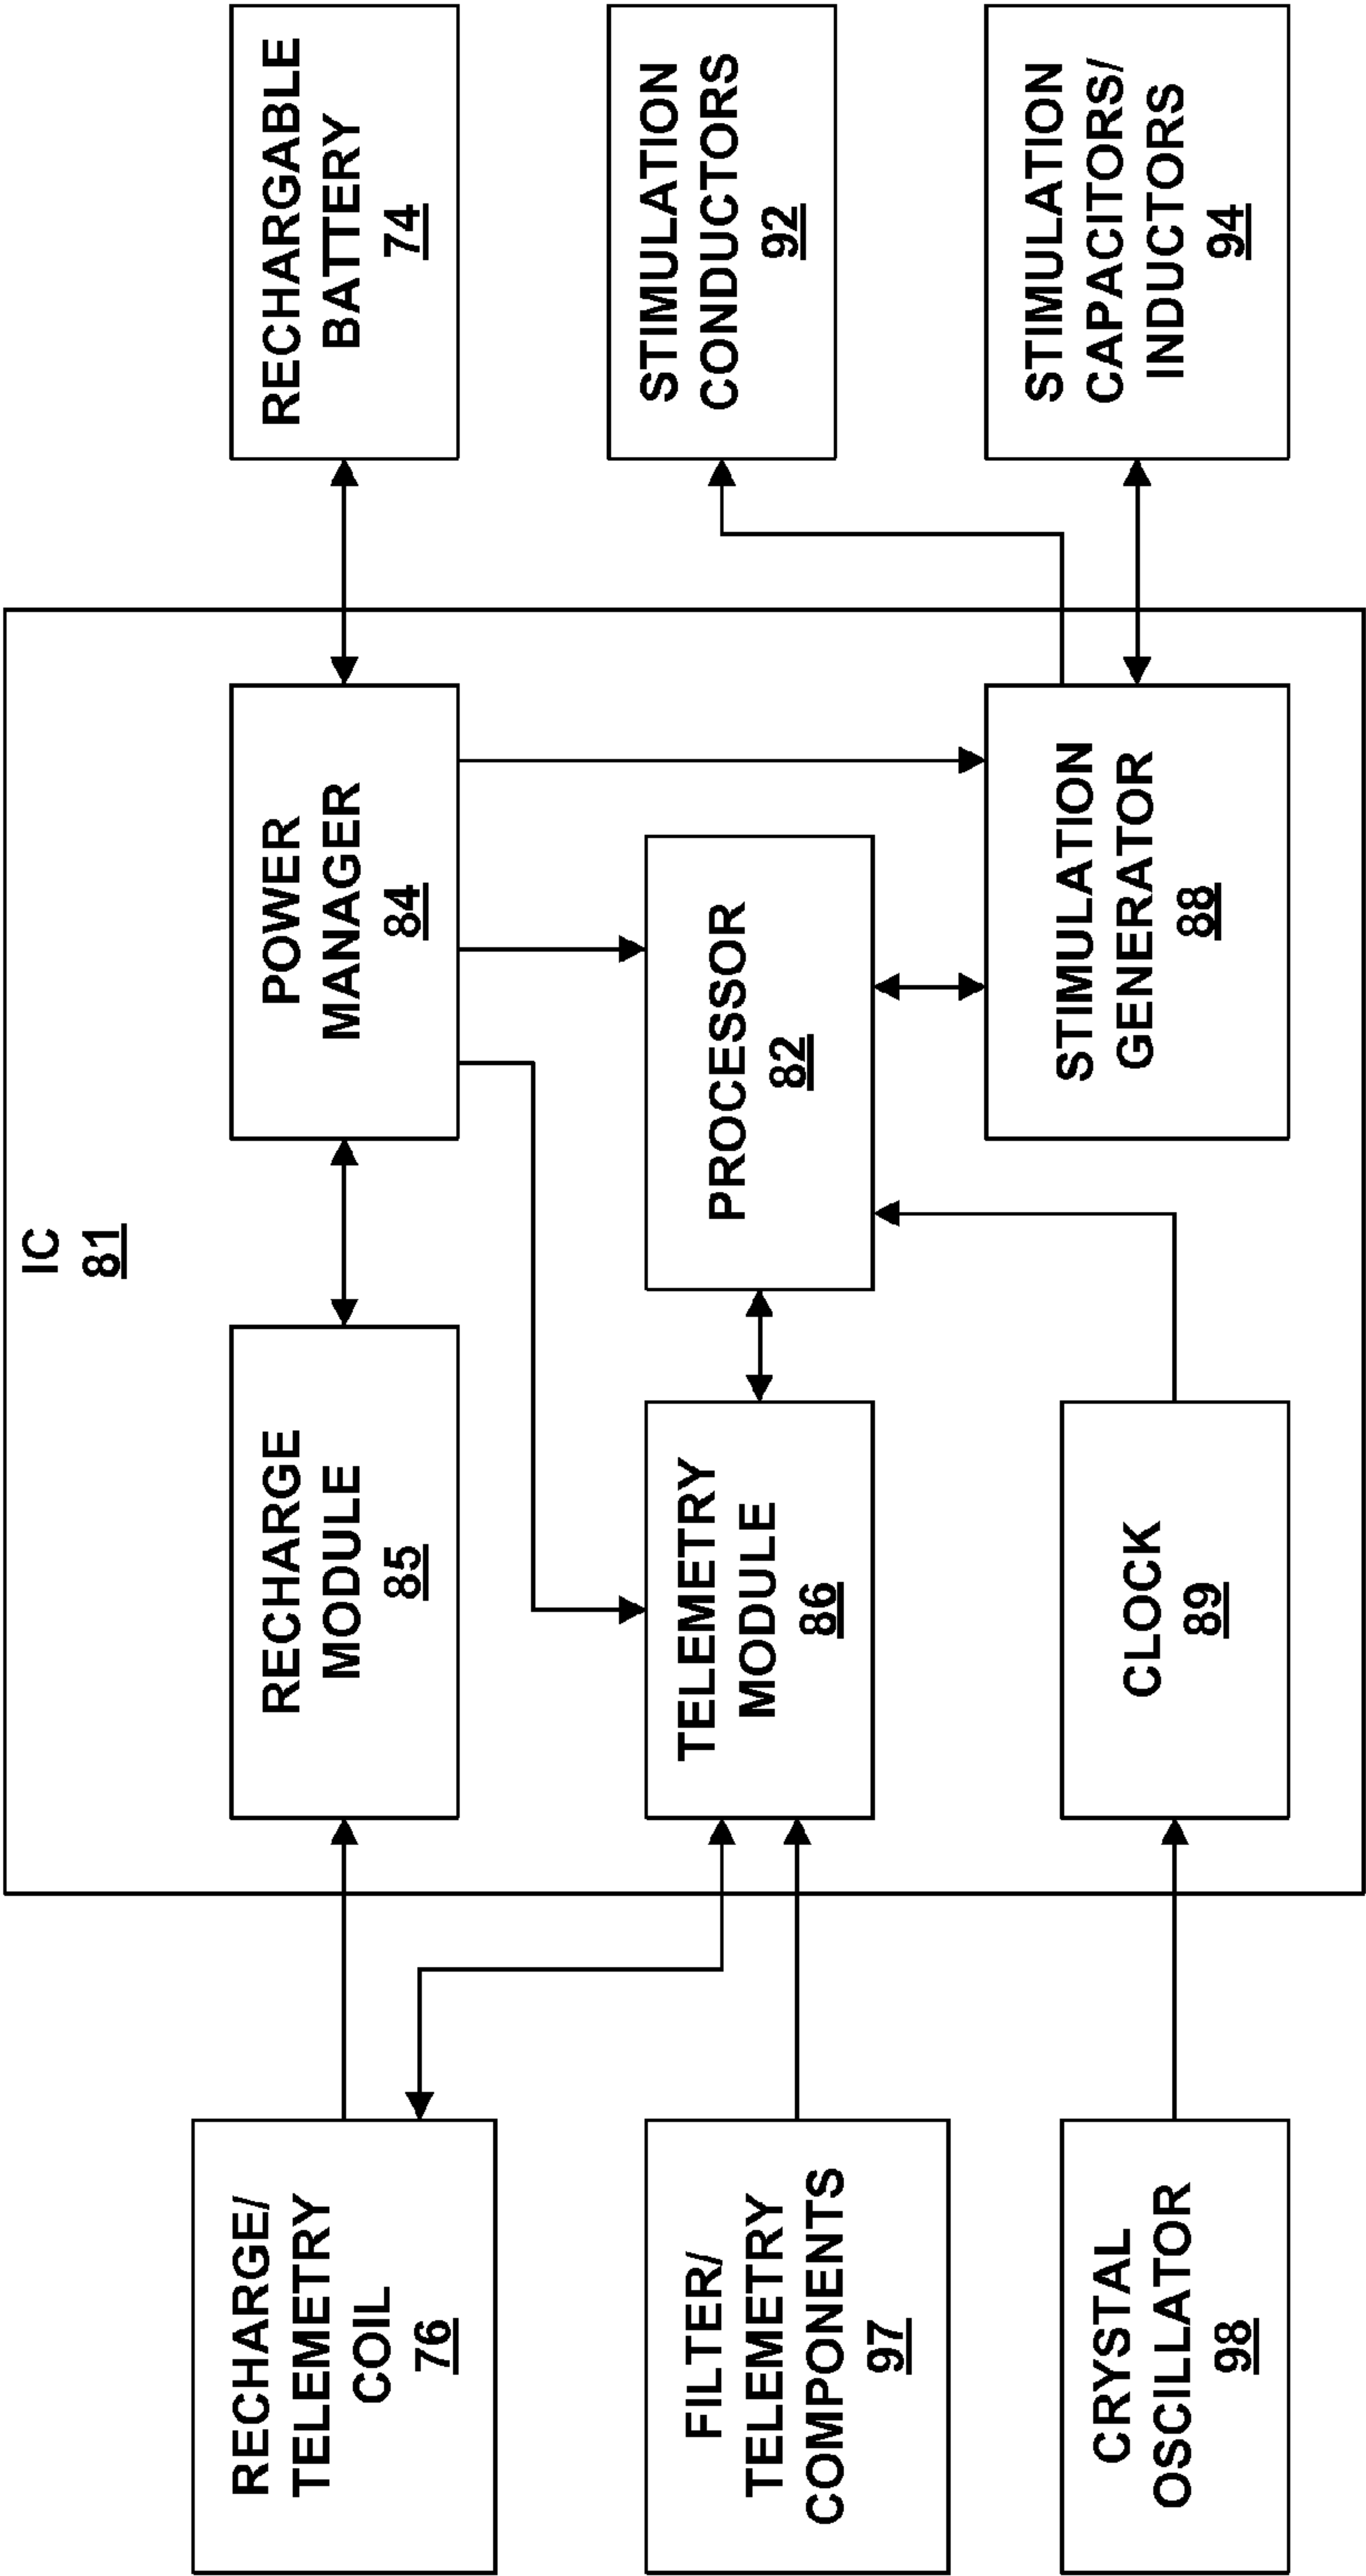 IC
81
RECHARGE/
TELEMETRY
COIL
76
RECHARGE
MODULE
85
POWER
MANAGER
84
RECHARGABLE
BATTERY
74
FILTER/
TELEMETRY
COMPONENTS
97
TELEMETRY
MODULE
86
PROCESSOR
82
STIMULATION
CONDUCTORS
92
CRYSTAL
OSCILLATOR
98
CLOCK
89
STIMULATION
GENERATOR
88
STIMULATION
CAPACITORS/
INDUCTORS
94